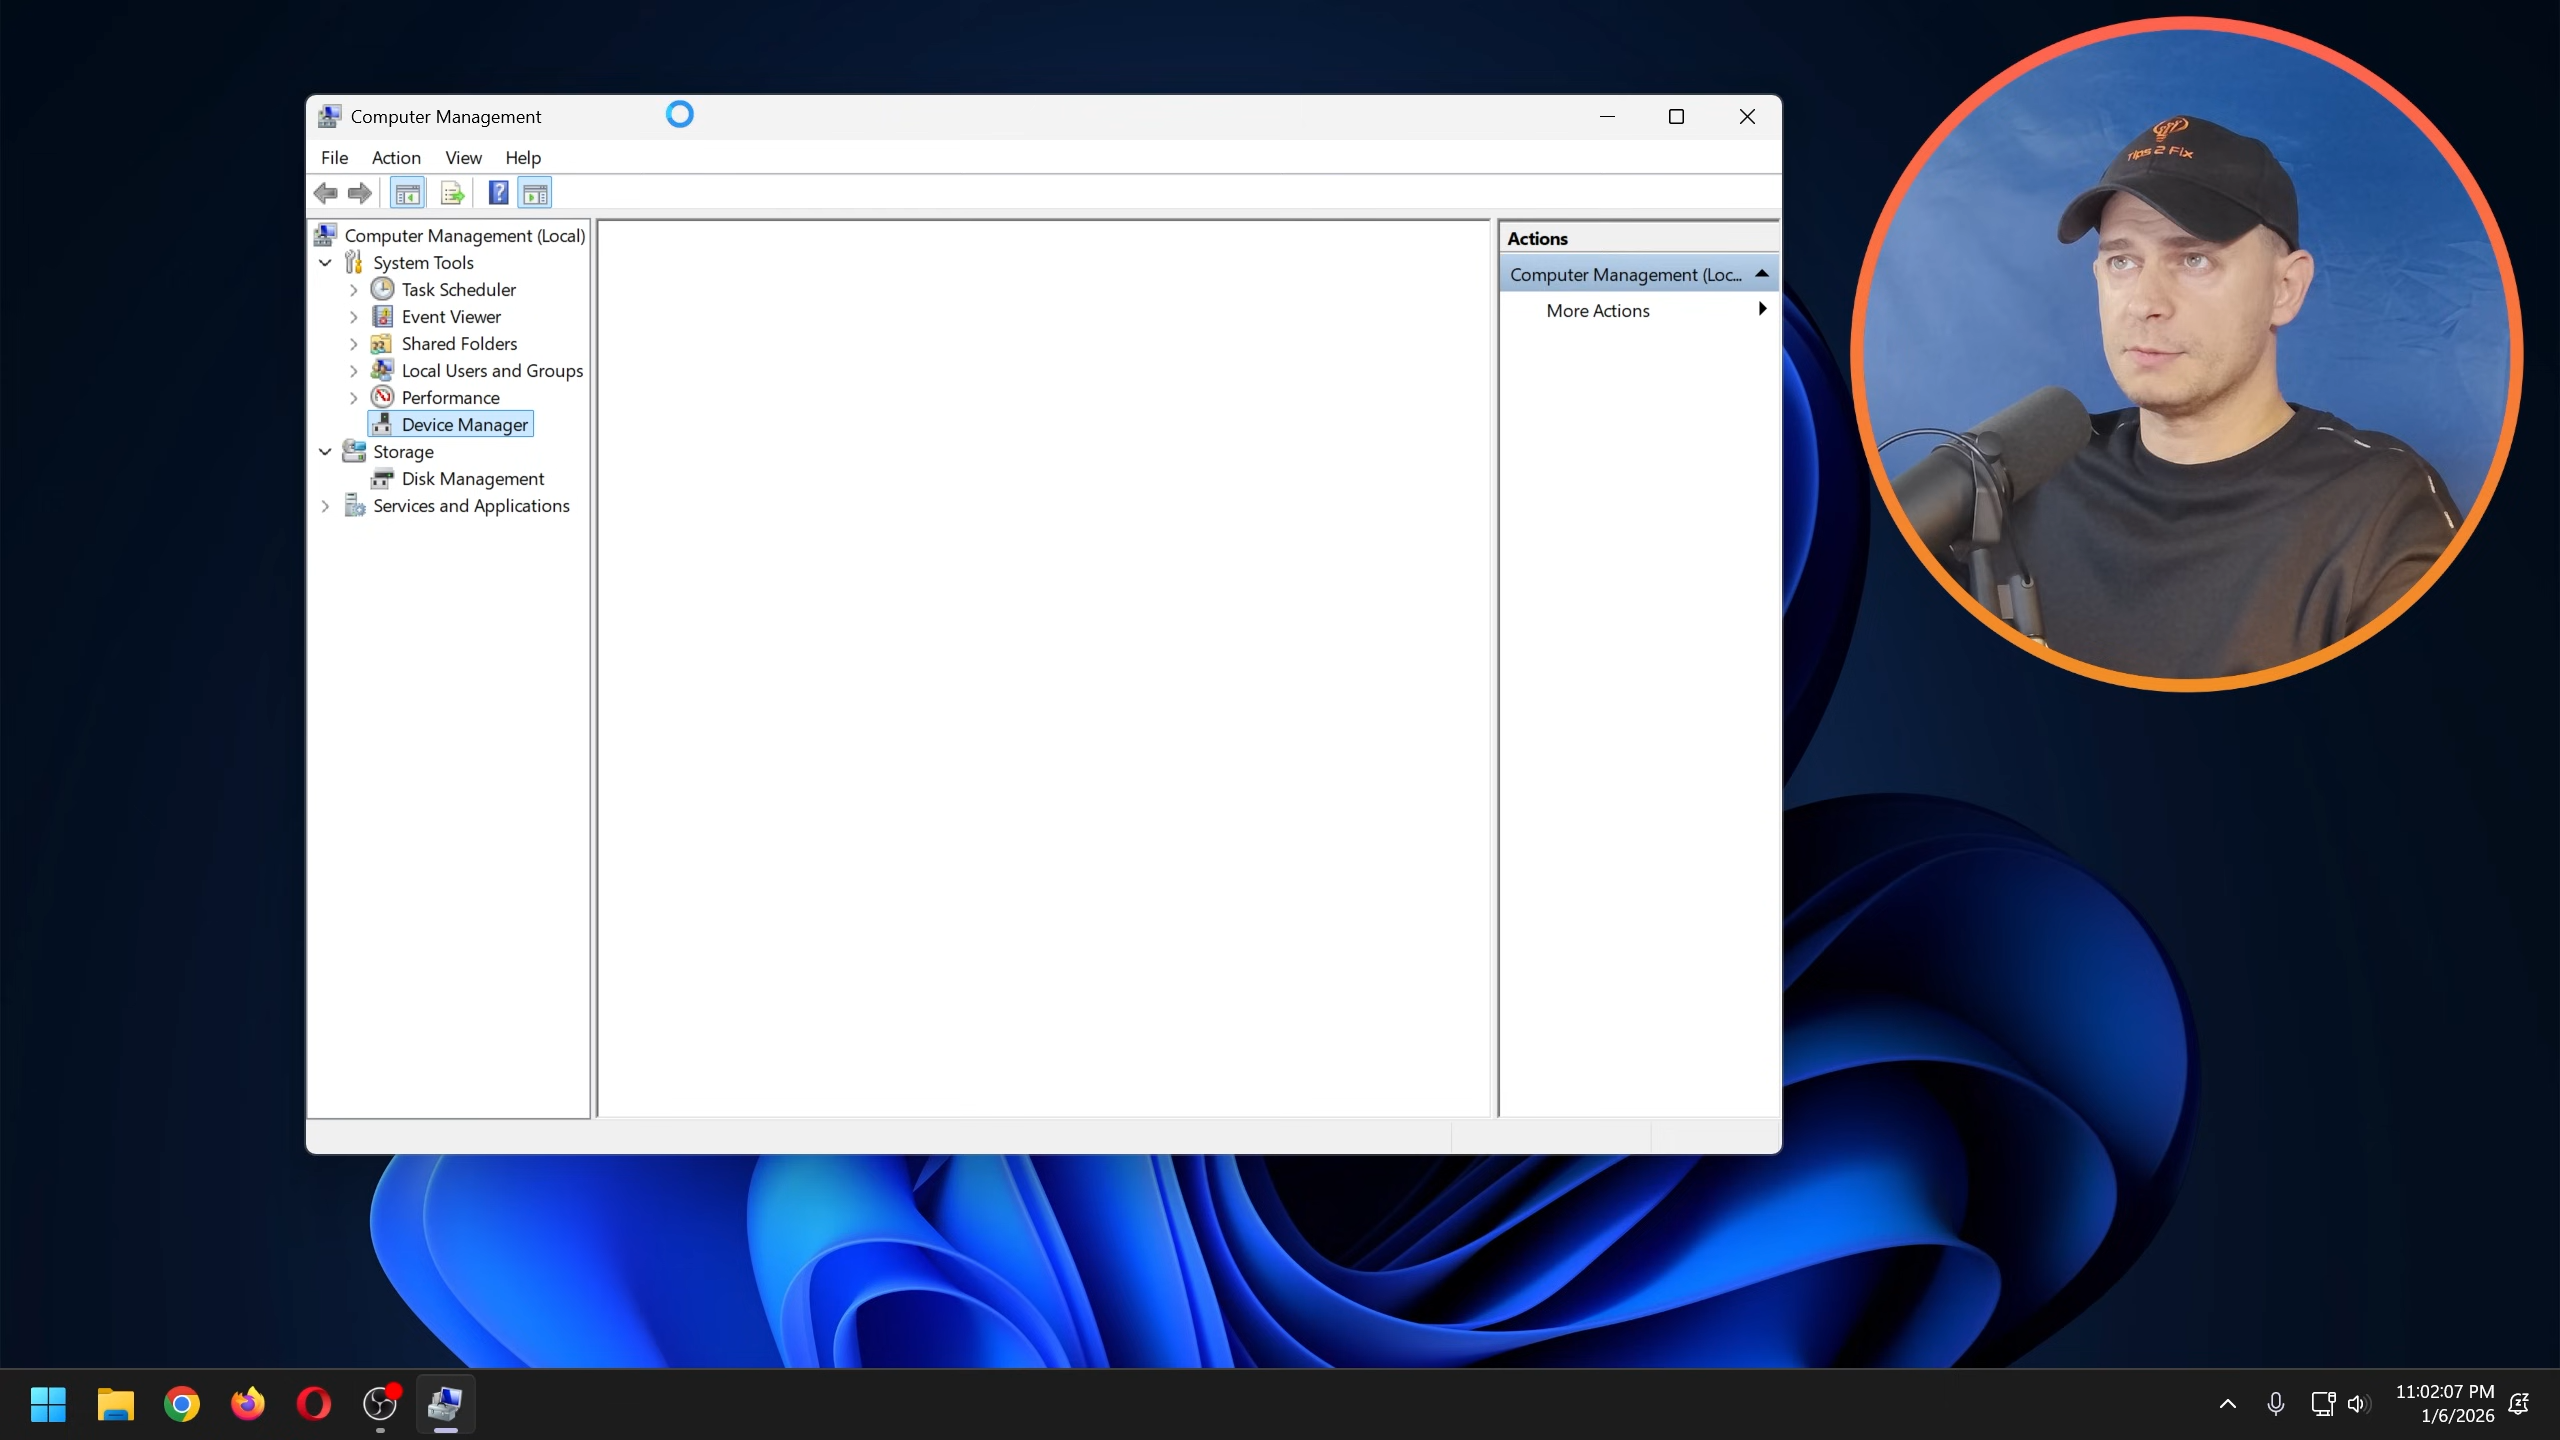 Computer Management
File Action View Help
Computer Management (Local)
System Tools
Task Scheduler
Event Viewer
Shared Folders
Local Users and Groups
Performance
Device Manager
Storage
Disk Management
Services and Applications
Actions
Computer Management (Loc...
More Actions
Tips 2 Fix
11:02:07 PM
1/6/2026